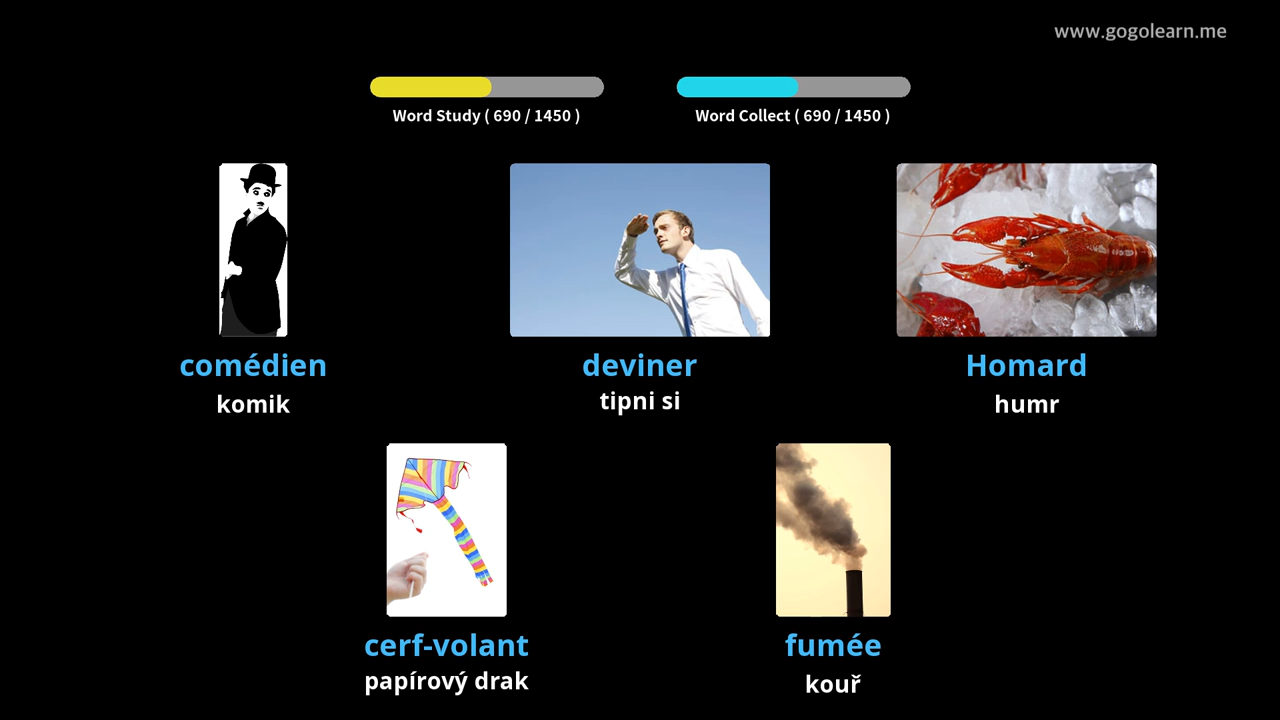 www.gogolearn.me
Word Study ( 690 / 1450 )
Word Collect ( 690 / 1450 )
comédien
komik
deviner
tipni si
Homard
humr
cerf-volant
papírový drak
fumée
kouř